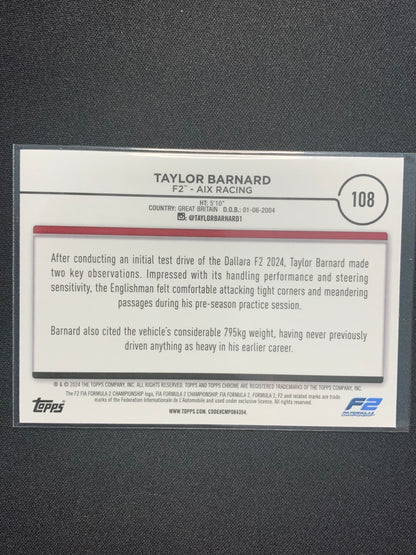 TAYLOR BARNARD
F2™ - AIX RACING
108
HT: 5'10"
COUNTRY: GREAT BRITAIN D.O.B.: 01-06-2004
@TAYLORBARNARD1
After conducting an initial test drive of the Dallara F2 2024, Taylor Barnard made
two key observations. Impressed with its handling performance and steering
sensitivity, the Englishman felt comfortable attacking tight corners and meandering
passages during his pre-season practice session.
Barnard also cited the vehicle's considerable 795kg weight, having never previously
driven anything as heavy in his earlier career.
® & © 2024 THE TOPPS COMPANY, INC. ALL RIGHTS RESERVED. TOPPS AND TOPPS CHROME ARE REGISTERED TRADEMARKS OF THE TOPPS COMPANY, INC.
The F2 FIA FORMULA 2 CHAMPIONSHIP logo, FIA FORMULA 2 CHAMPIONSHIP, FIA FORMULA 2, FORMULA 2, F2 and related marks are trade
marks of the Federation Internationale de L'Automobile and used under exclusive licence. All rights reserved.
WWW.TOPPS.COM. CODE#CMP084354.
topps
F2
FIA FORMULA 2